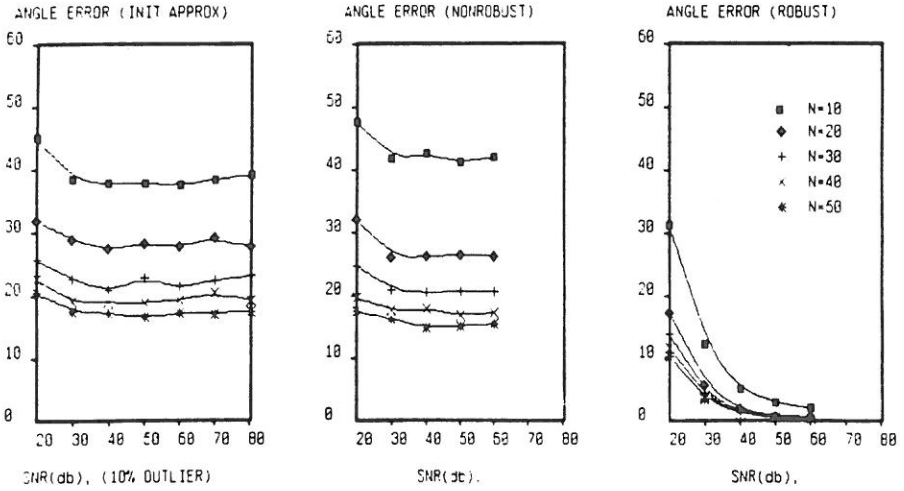 ANGLE ERROR (INIT APPROX)
60
50
40
30
20
10
0
20 30 40 50 60 70 80
SNR(db), (10% OUTLIER)
ANGLE ERROR (NONROBUST)
60
50
40
30
20
10
0
20 30 40 50 60 70 80
SNR(db).
ANGLE ERROR (ROBUST)
60
50
40
30
20
10
0
N=10
N=20
N=30
N=40
N=50
20 30 40 50 60 70 80
SNR(db),